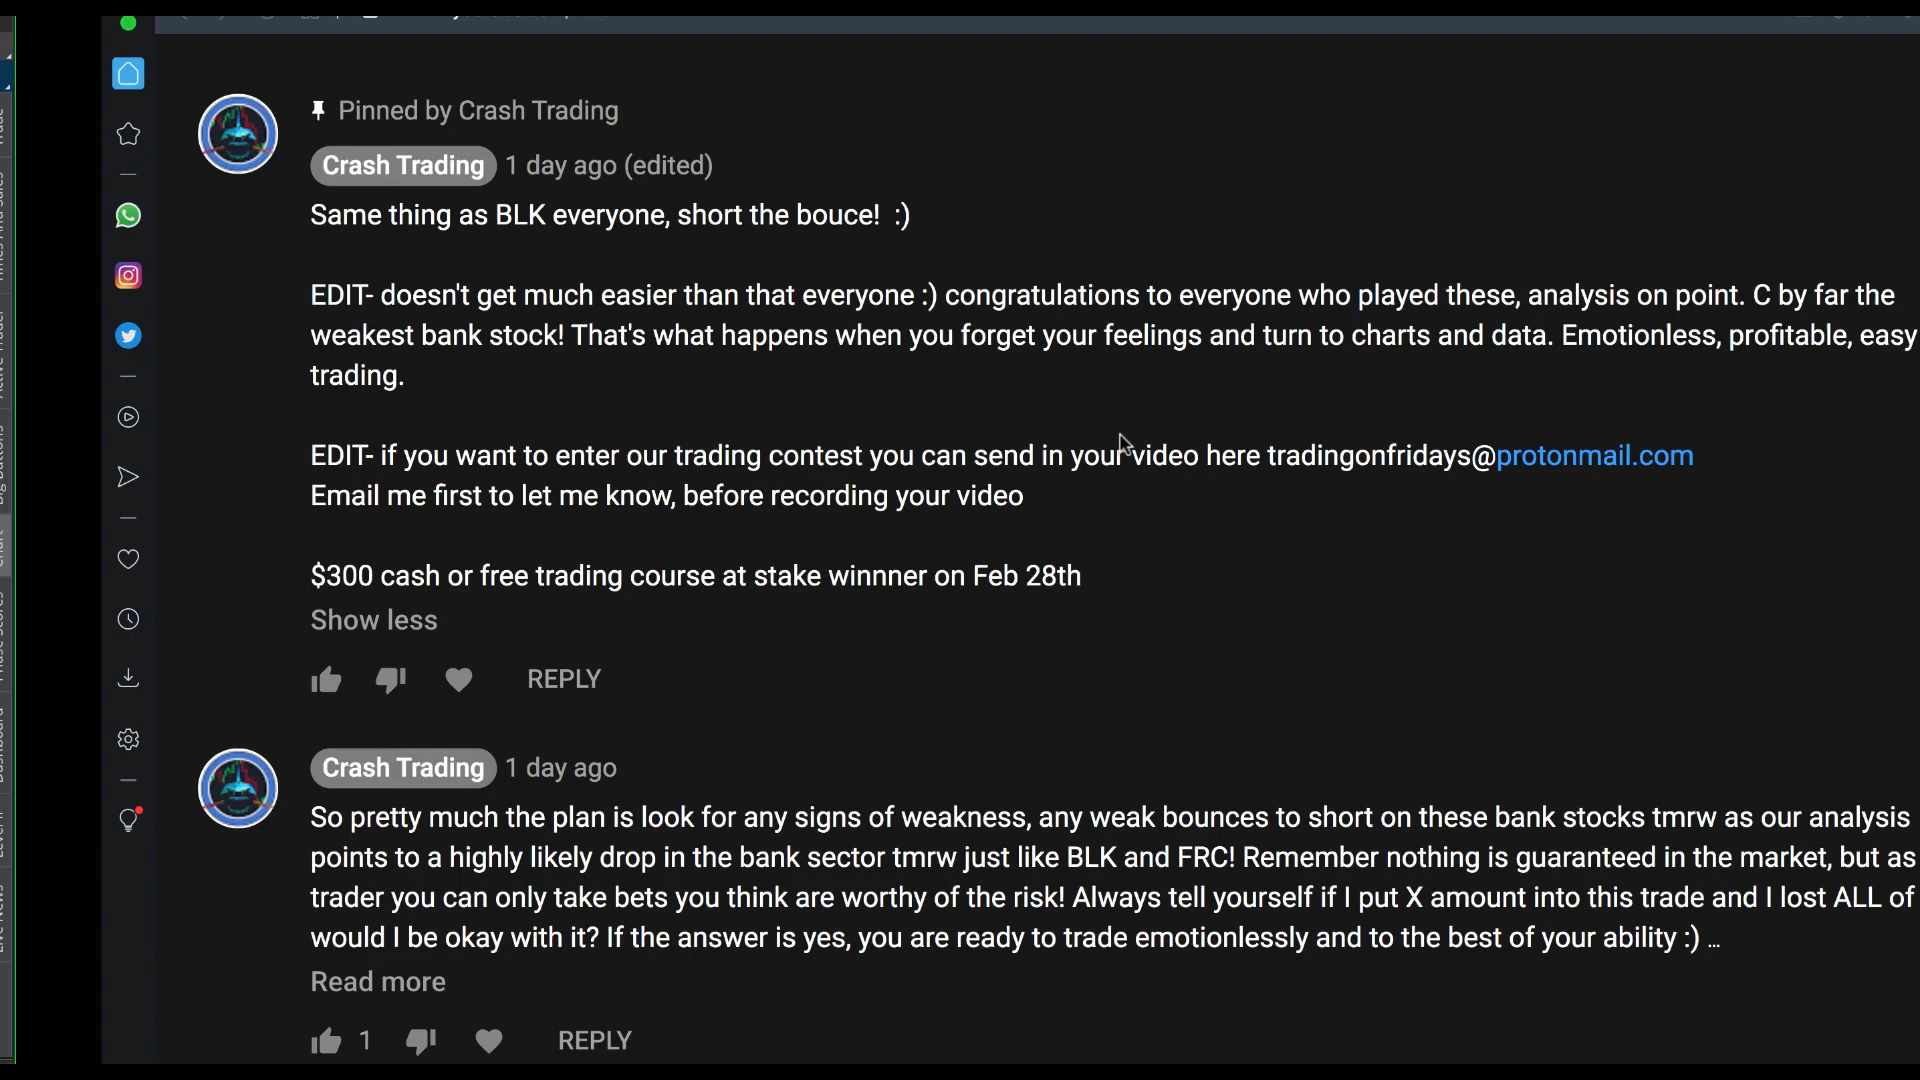 Pinned by Crash Trading
Crash Trading 1 day ago (edited)
Same thing as BLK everyone, short the bouce! :)
EDIT- doesn't get much easier than that everyone :) congratulations to everyone who played these, analysis on point. C by far the
weakest bank stock! That's what happens when you forget your feelings and turn to charts and data. Emotionless, profitable, easy
trading.
EDIT- if you want to enter our trading contest you can send in your video here tradingonfridays@protonmail.com
Email me first to let me know, before recording your video
$300 cash or free trading course at stake winnner on Feb 28th
Show less
REPLY
Crash Trading 1 day ago
So pretty much the plan is look for any signs of weakness, any weak bounces to short on these bank stocks tmrw as our analysis
points to a highly likely drop in the bank sector tmrw just like BLK and FRC! Remember nothing is guaranteed in the market, but as
trader you can only take bets you think are worthy of the risk! Always tell yourself if I put X amount into this trade and I lost ALL of
would I be okay with it? If the answer is yes, you are ready to trade emotionlessly and to the best of your ability :) ...
Read more
1 REPLY